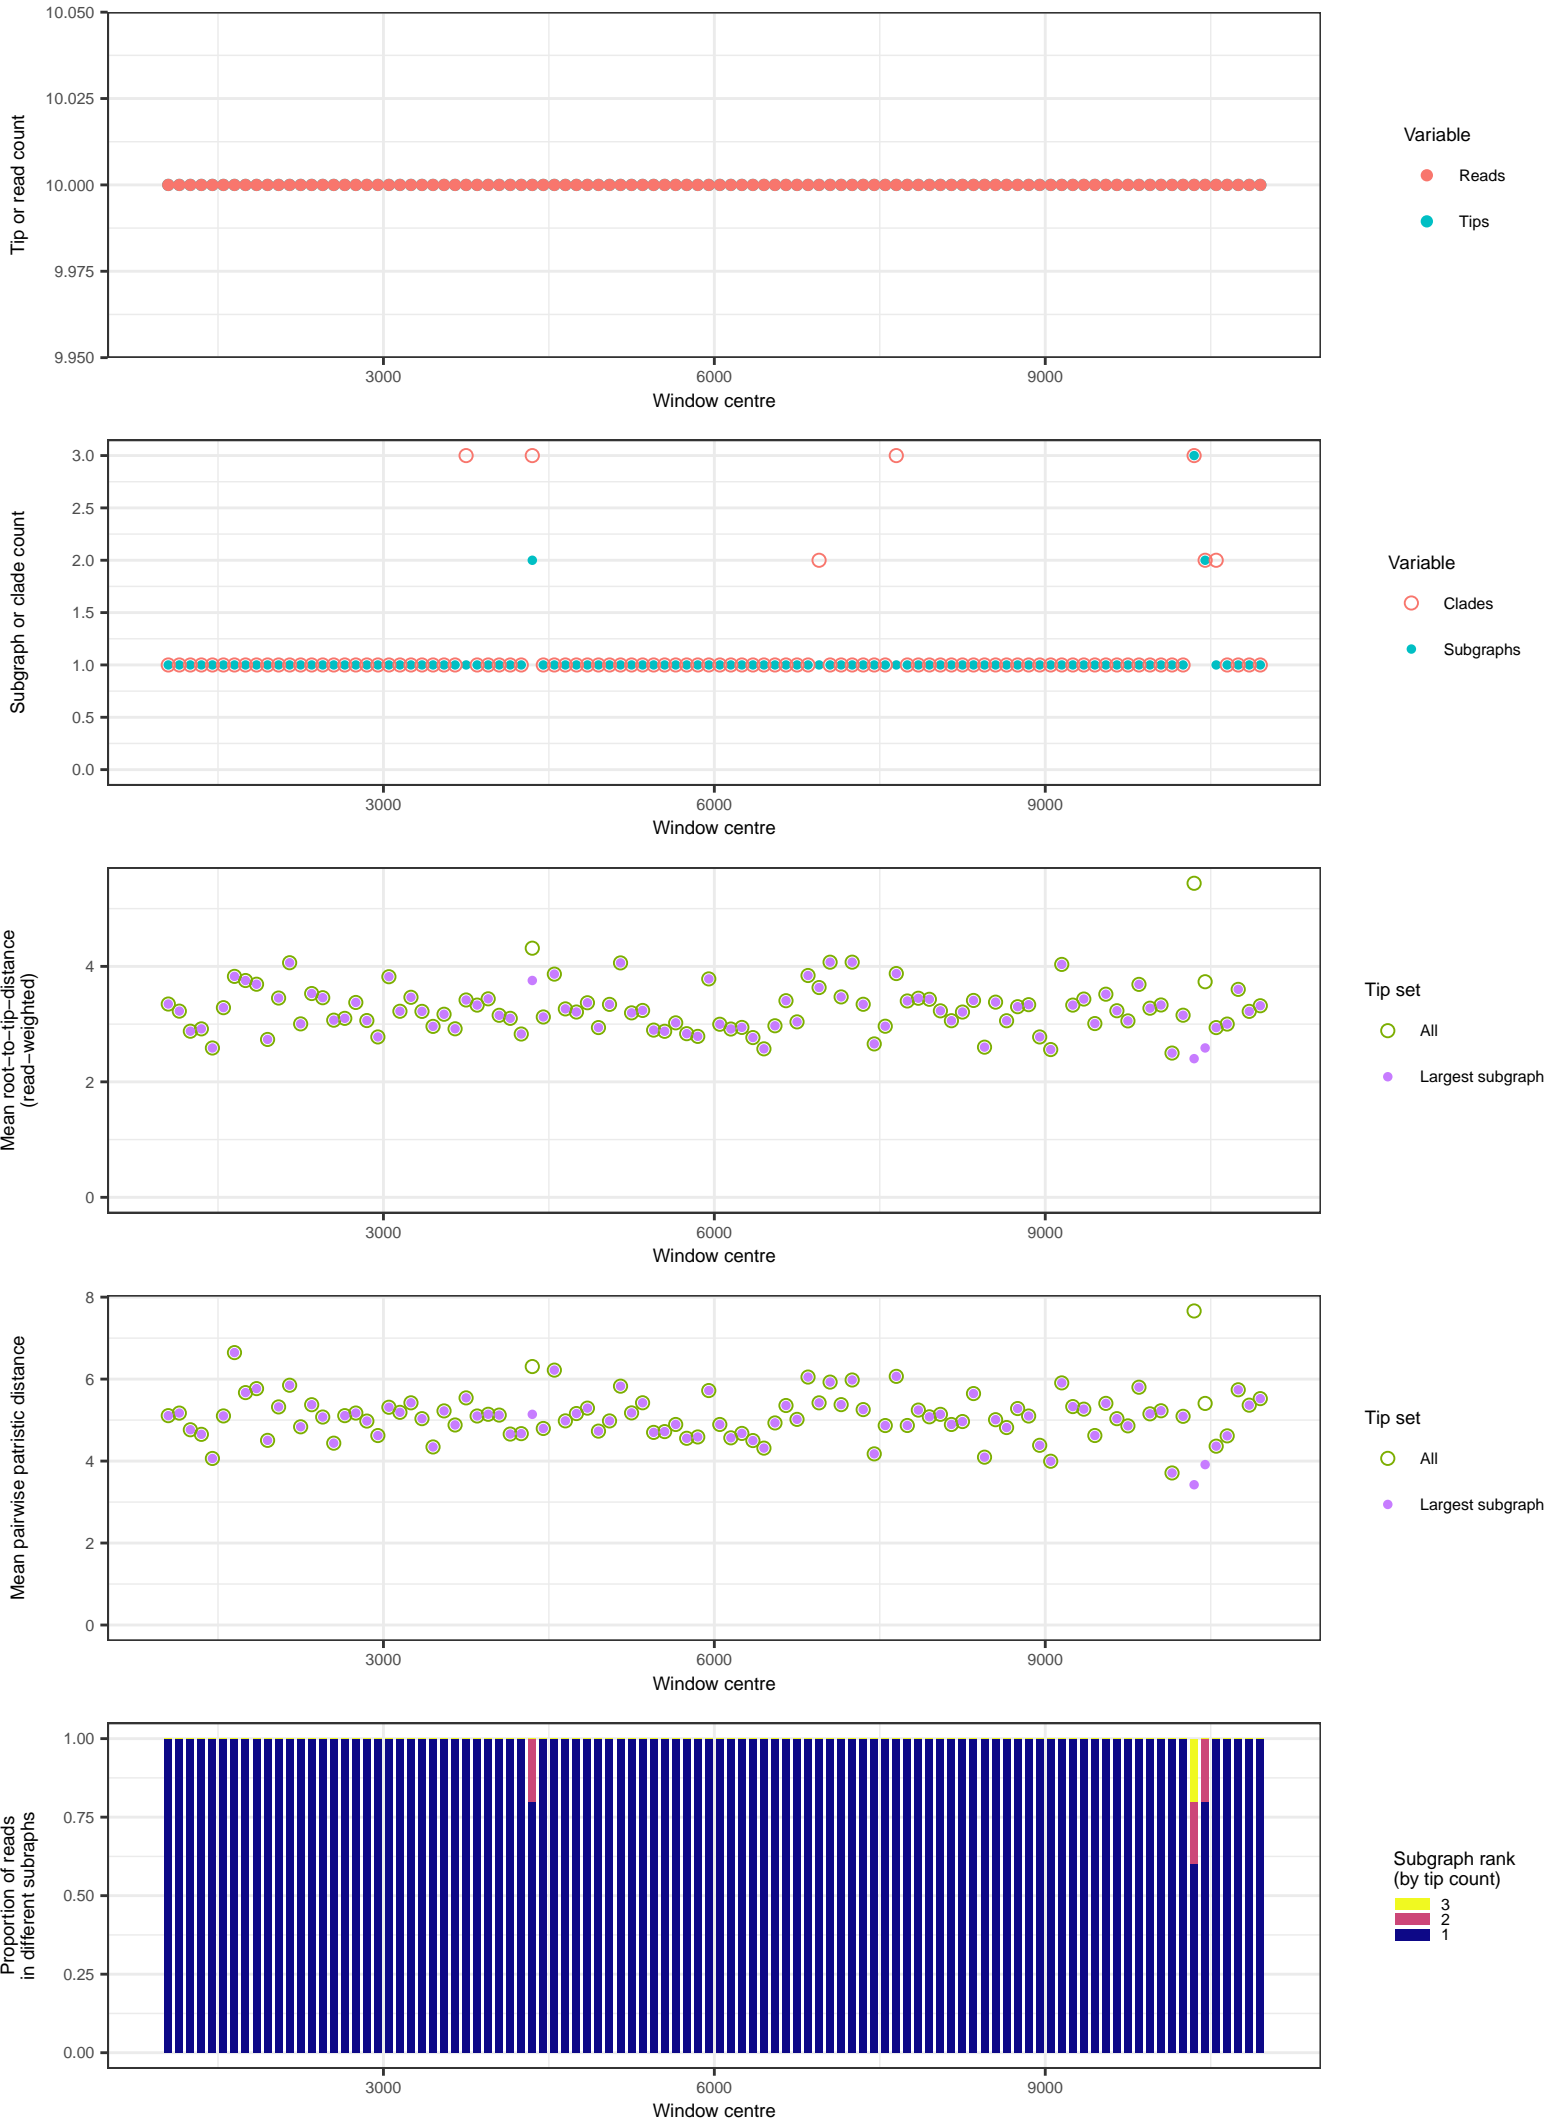 10.050
10.025
10.000
9.975
9.950
Tip or read count
3000
6000
9000
Window centre
Variable
Reads
Tips
3.0
2.5
2.0
1.5
1.0
0.5
0.0
Subgraph or clade count
3000
6000
9000
Window centre
Variable
Clades
Subgraphs
4
2
0
Mean root−to−tip−distance
(read−weighted)
3000
6000
9000
Window centre
Tip set
All
Largest subgraph
8
6
4
2
0
Mean pairwise patristic distance
3000
6000
9000
Window centre
Tip set
All
Largest subgraph
1.00
0.75
0.50
0.25
0.00
Proportion of reads
in different subraphs
3000
6000
9000
Window centre
Subgraph rank
(by tip count)
3
2
1